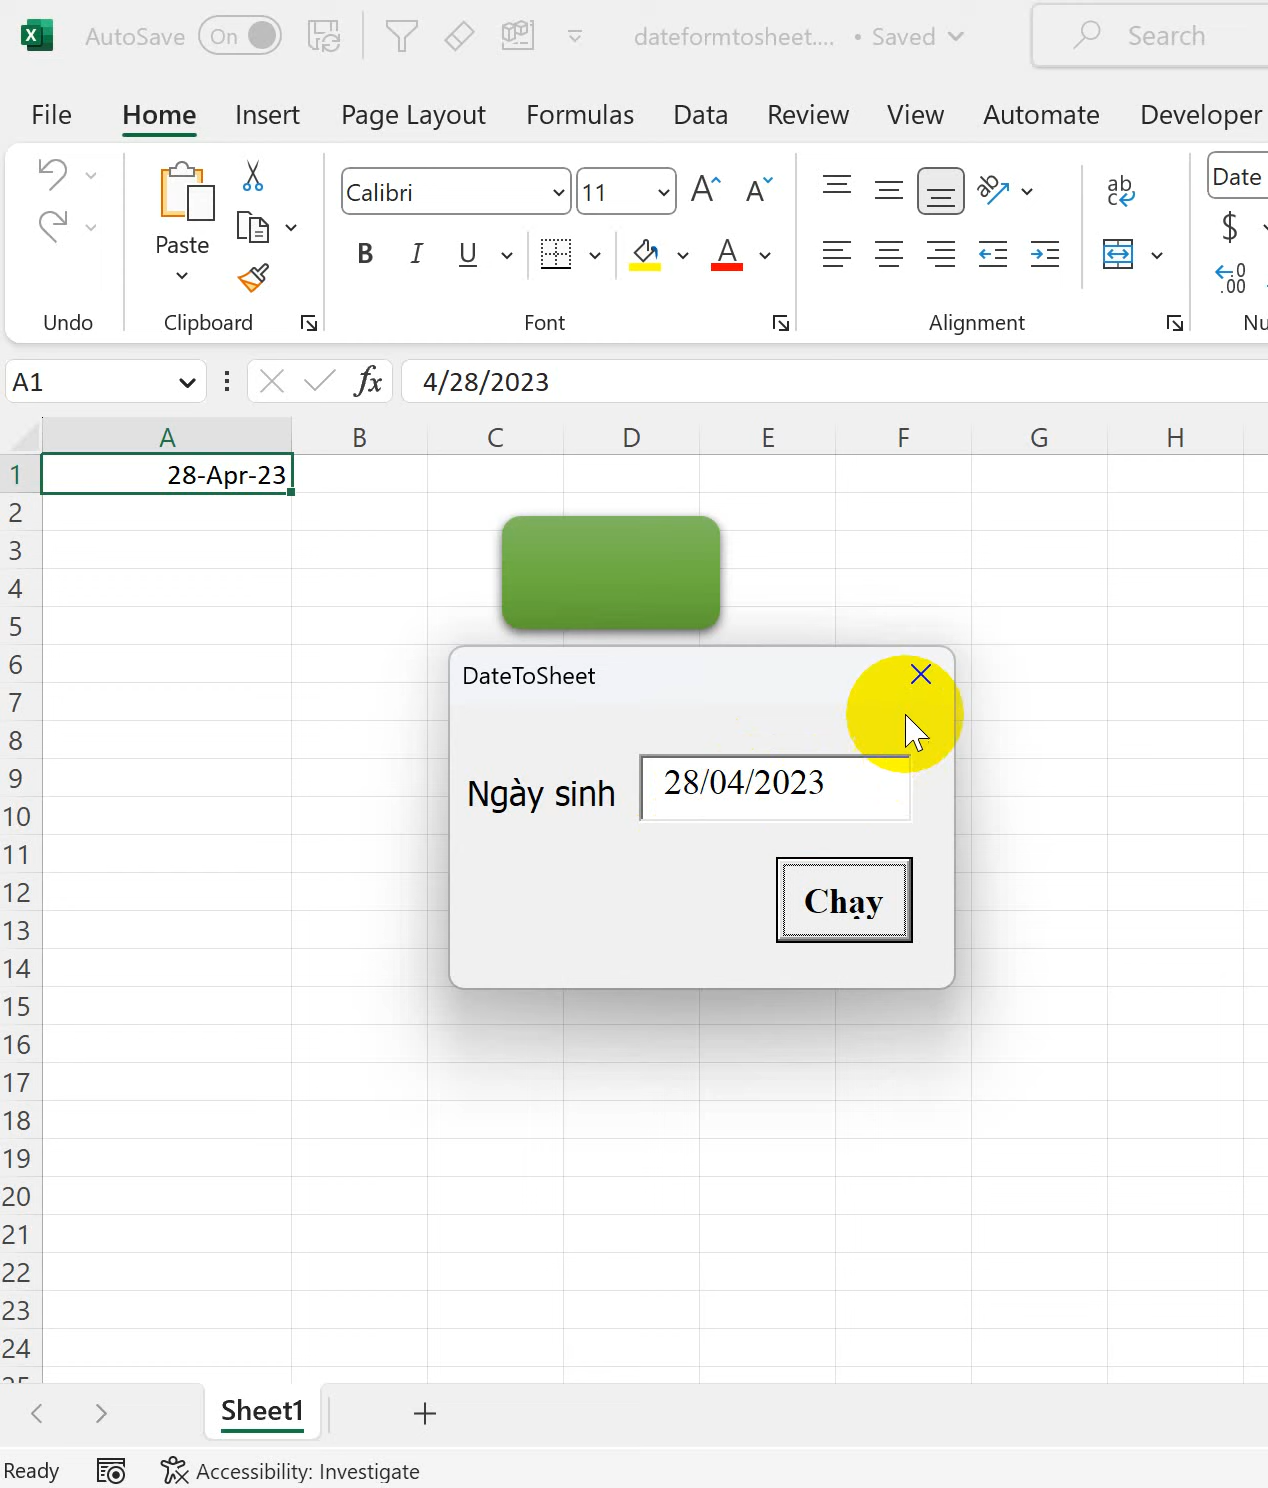 AutoSave On dateformtosheet.... • Saved Search
File Home Insert Page Layout Formulas Data Review View Automate Developer
Calibri 11 Date
Paste B I U A $
Undo Clipboard Font Alignment
A1 fx 4/28/2023
A B C D E F G H
1 28-Apr-23
2
3
4
5
6
DateToSheet
7
8
9
Ngày sinh 28/04/2023
10
11
12
Chạy
13
14
15
16
17
18
19
20
21
22
23
24
Sheet1
Ready Accessibility: Investigate